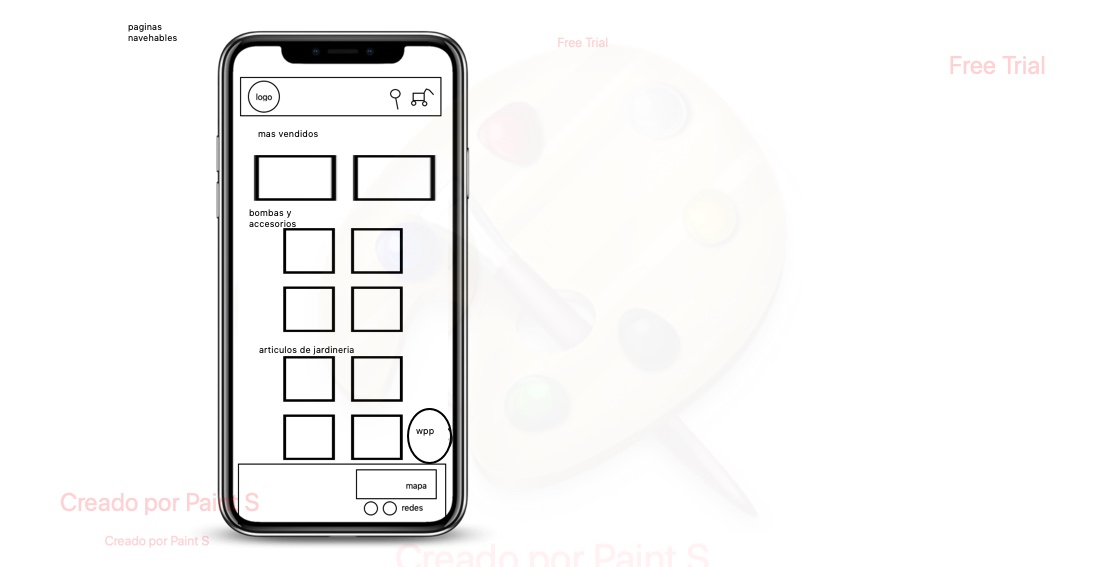 paginas
navehables
Free Trial
Free Trial
logo
mas vendidos
bombas y
accesorios
articulos de jardineria
wpp
mapa
redes
Creado por Paint S
Creado por Paint S
Creado por Paint S